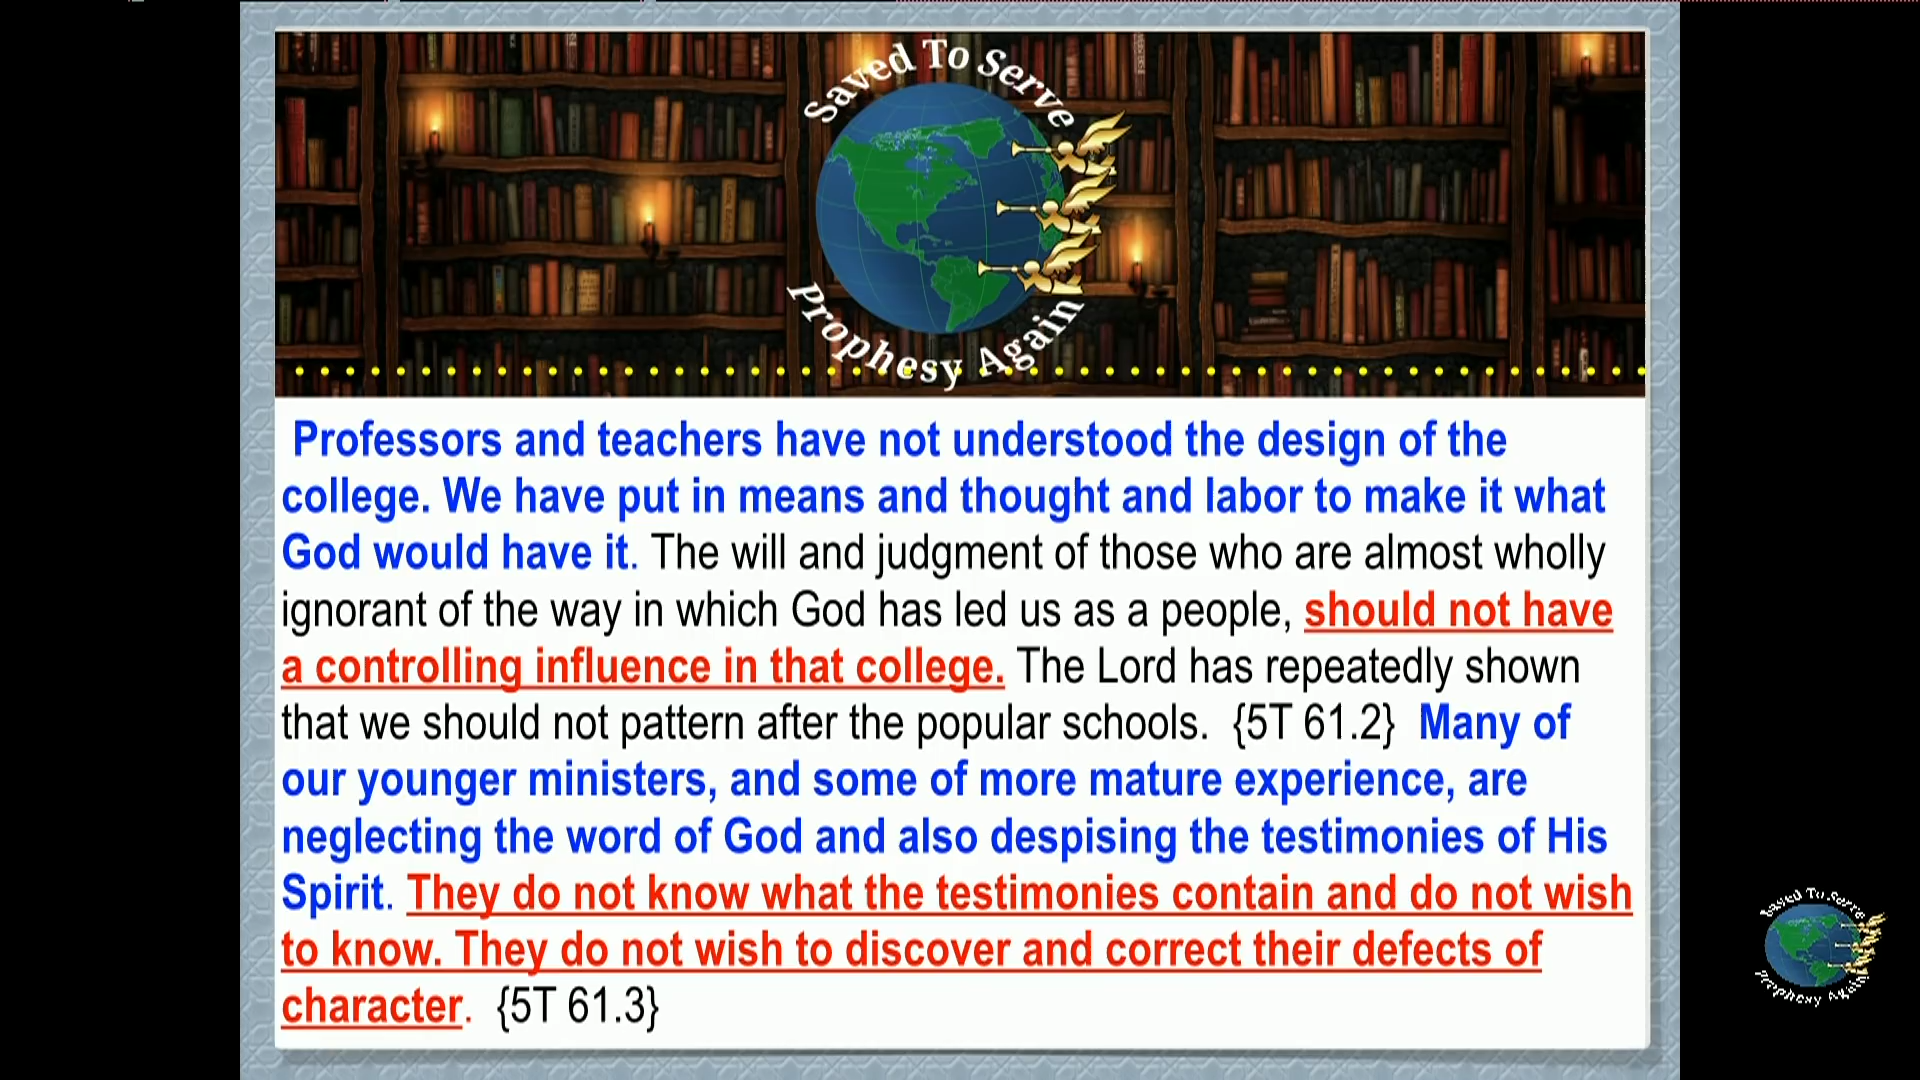 Saved To Serve
Prophesy Again
Professors and teachers have not understood the design of the
college. We have put in means and thought and labor to make it what
God would have it. The will and judgment of those who are almost wholly
ignorant of the way in which God has led us as a people, should not have
a controlling influence in that college. The Lord has repeatedly shown
that we should not pattern after the popular schools. {5T 61.2} Many of
our younger ministers, and some of more mature experience, are
neglecting the word of God and also despising the testimonies of His
Spirit. They do not know what the testimonies contain and do not wish
to know. They do not wish to discover and correct their defects of
character. {5T 61.3}
Saved To Serve
Prophesy Again